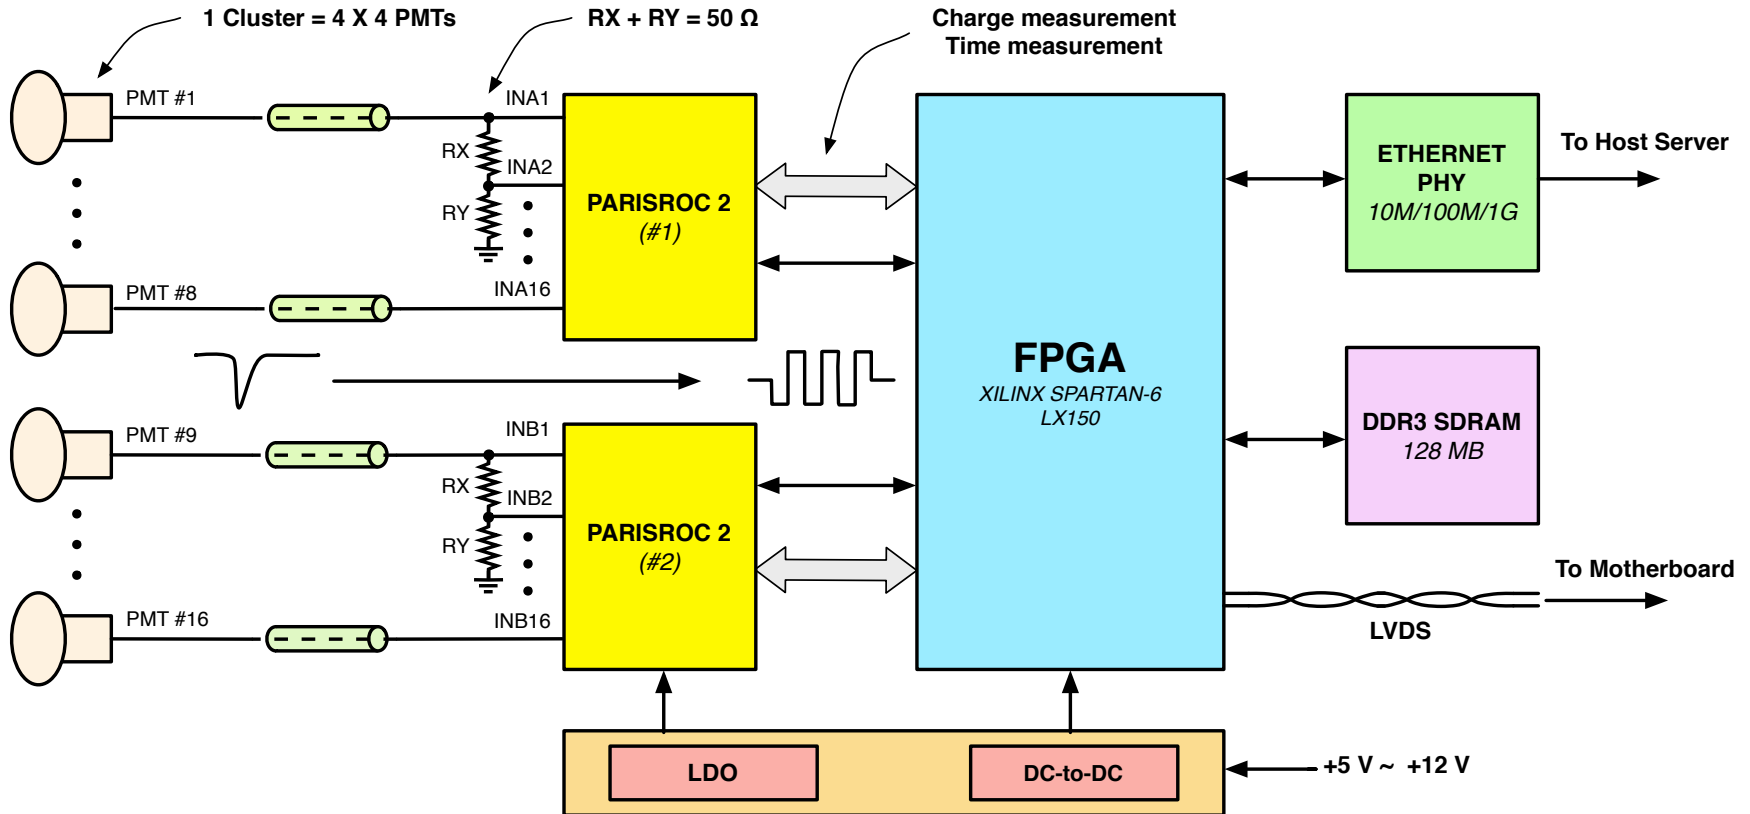 1 Cluster = 4 X 4 PMTs
RX + RY = 50 Ω
Charge measurement
Time measurement
PMT #1
INA1
RX
INA2
RY
PMT #8
INA16
PARISROC 2
(#1)
PMT #9
INB1
RX
INB2
RY
PMT #16
INB16
PARISROC 2
(#2)
FPGA
XILINX SPARTAN-6
LX150
ETHERNET
PHY
10M/100M/1G
To Host Server
DDR3 SDRAM
128 MB
To Motherboard
LVDS
LDO
DC-to-DC
+5 V ~ +12 V